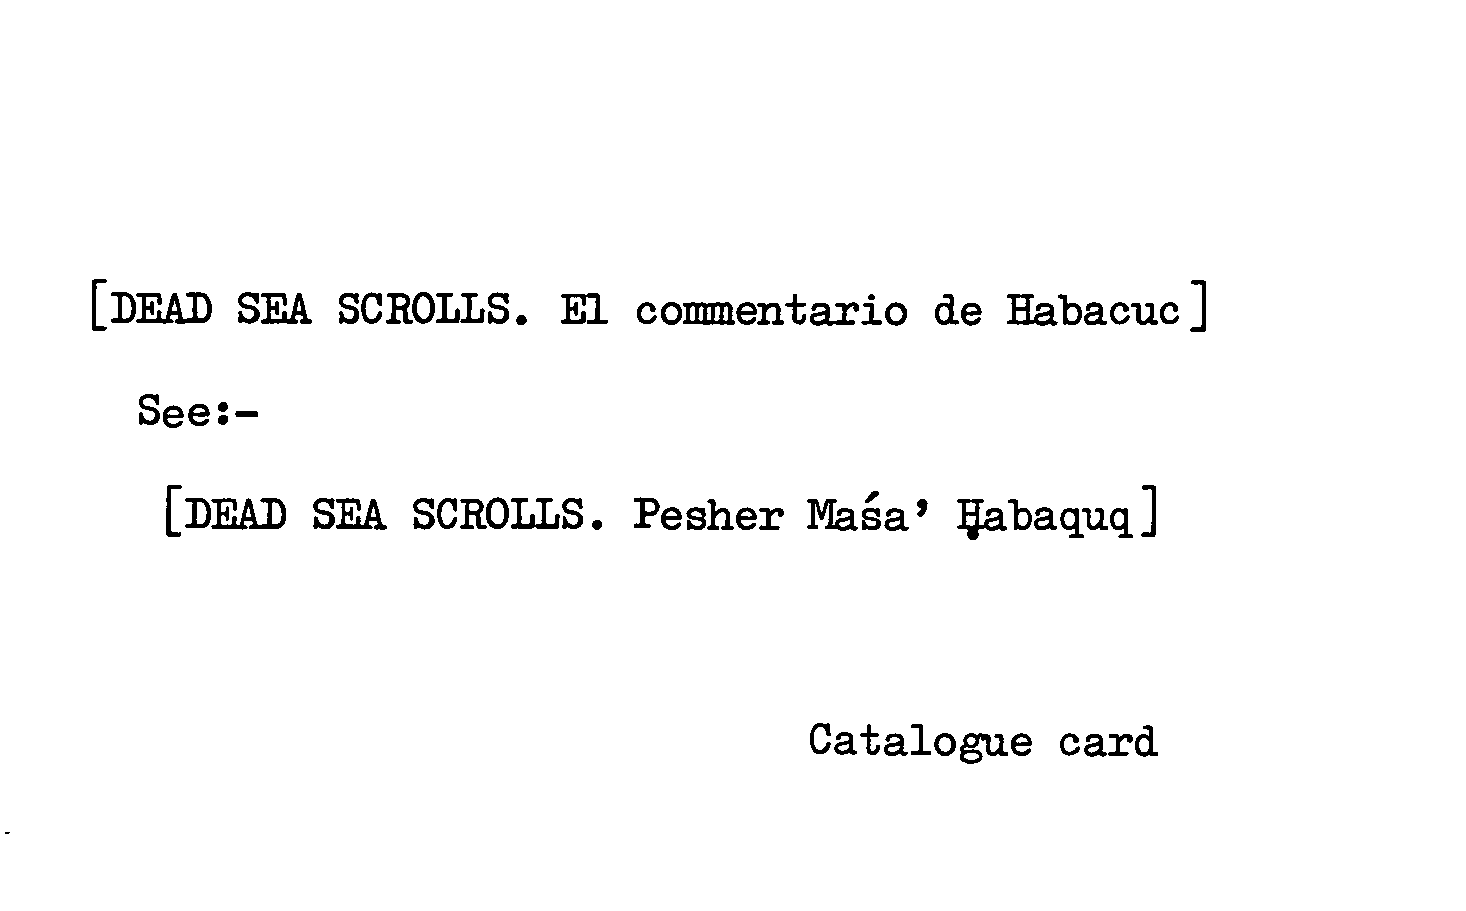 [DEAD SEA SCROLLS. El commentario de Habacuc]
See:-
[DEAD SEA SCROLLS. Pesher Maśa’ Ḥabaquq]
Catalogue card